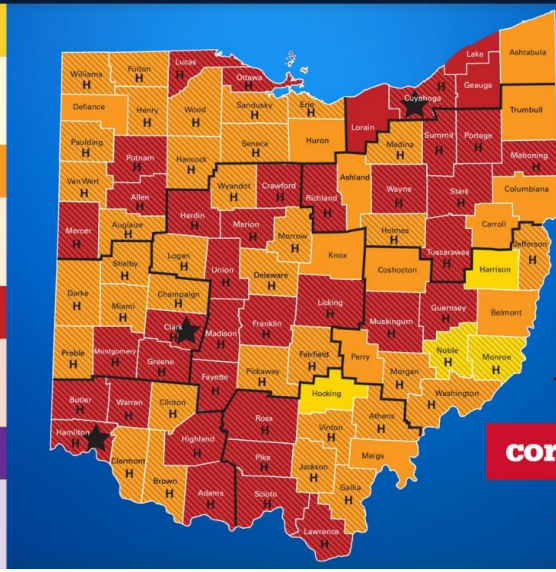 Lake
Ashtabula
Williams
H
Fulton
H
Lucas
H
Ottawa
H
Cuyahoga
H
Geauga
Defiance
Henry
H
Wood
H
Sandusky
H
Erie
H
Lorain
Trumbull
Paulding
H
Putnam
H
Hancock
H
Seneca
H
Huron
Medina
H
Summit
H
Portage
H
Mahoning
H
Van Wert
H
Allen
H
Wyandot
H
Crawford
H
Richland
H
Ashland
Wayne
H
Stark
H
Columbiana
Mercer
H
Auglaize
H
Hardin
H
Marion
H
Morrow
H
Holmes
H
Carroll
Jefferson
H
Shelby
H
Logan
H
Union
H
Delaware
H
Knox
Coshocton
Tuscarawas
H
Harrison
Darke
H
Miami
H
Champaign
H
Clark
H
Madison
H
Franklin
H
Licking
H
Muskingum
H
Guernsey
H
Belmont
Preble
H
Montgomery
H
Greene
H
Fayette
H
Pickaway
H
Fairfield
H
Perry
Morgan
H
Noble
H
Monroe
H
Butler
H
Warren
H
Clinton
H
Hocking
Athens
H
Washington
H
Hamilton
H
Clermont
H
Brown
H
Highland
H
Ross
H
Vinton
H
Meigs
Adams
H
Pike
H
Scioto
H
Jackson
H
Gallia
H
Lawrence
H